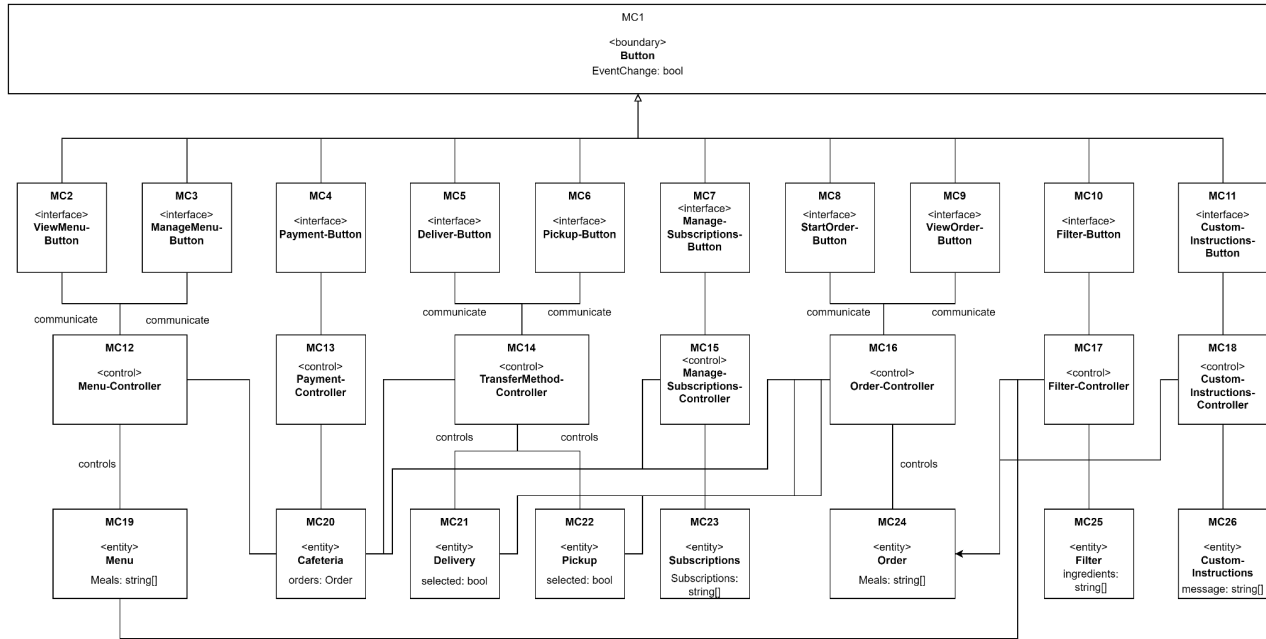 MC1
<boundary>
Button
EventChange: bool
MC2
<interface>
ViewMenu-
Button
MC3
<interface>
ManageMenu-
Button
MC4
<interface>
Payment-Button
MC5
<interface>
Deliver-Button
MC6
<interface>
Pickup-Button
MC7
<interface>
Manage-
Subscriptions-
Button
MC8
<interface>
StartOrder-
Button
MC9
<interface>
ViewOrder-
Button
MC10
<interface>
Filter-Button
MC11
<interface>
Custom-
Instructions-
Button
communicate
communicate
communicate
communicate
communicate
communicate
MC12
<control>
Menu-Controller
MC13
<control>
Payment-
Controller
MC14
<control>
TransferMethod-
Controller
MC15
<control>
Manage-
Subscriptions-
Controller
MC16
<control>
Order-Controller
MC17
<control>
Filter-Controller
MC18
<control>
Custom-
Instructions-
Controller
controls
controls
controls
controls
MC19
<entity>
Menu
Meals: string[]
MC20
<entity>
Cafeteria
orders: Order
MC21
<entity>
Delivery
selected: bool
MC22
<entity>
Pickup
selected: bool
MC23
<entity>
Subscriptions
Subscriptions:
string[]
MC24
<entity>
Order
Meals: string[]
MC25
<entity>
Filter
ingredients:
string[]
MC26
<entity>
Custom-
Instructions
message: string[]